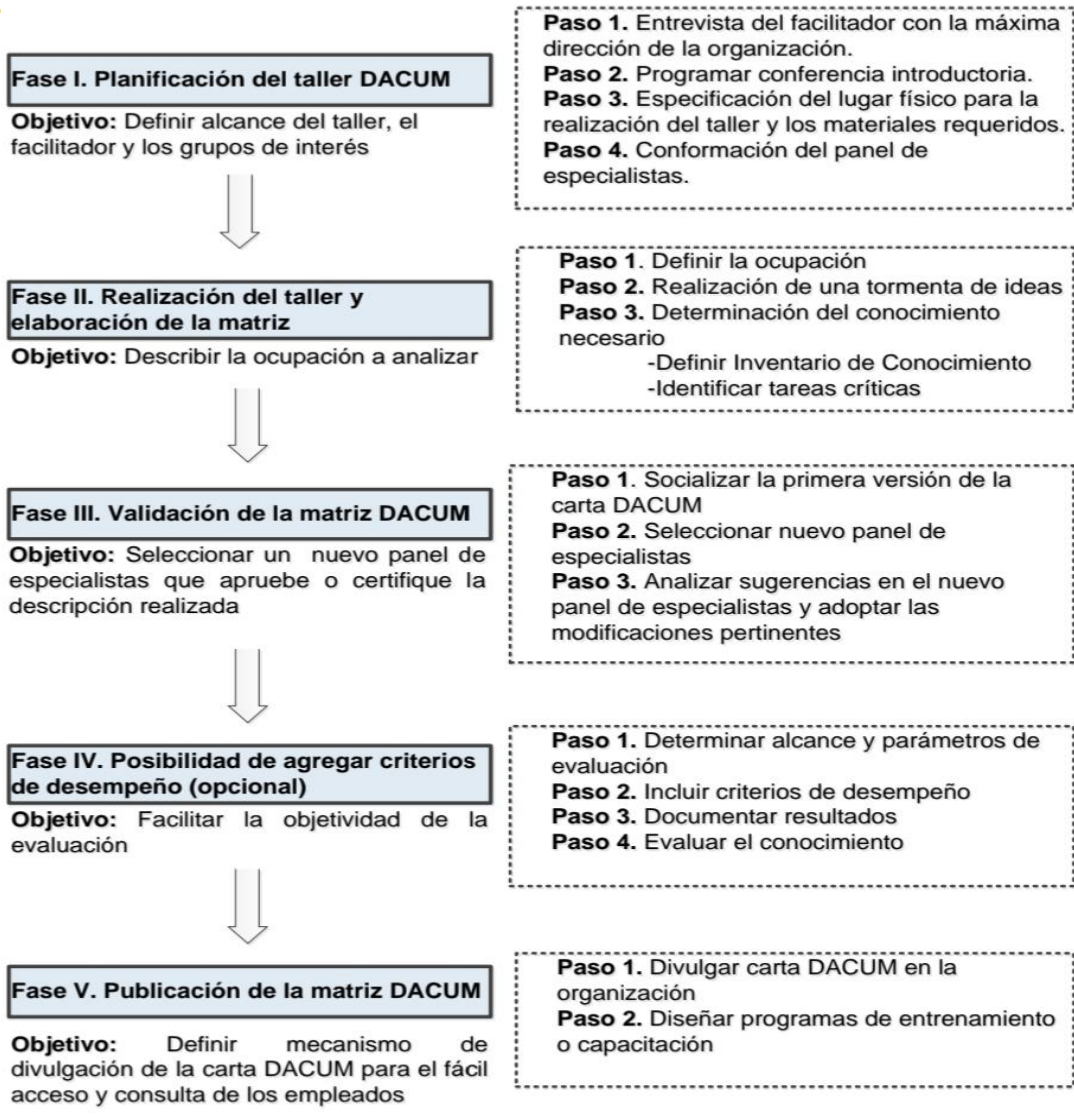 Fase I. Planificación del taller DACUM
Objetivo: Definir alcance del taller, el
facilitador y los grupos de interés
Paso 1. Entrevista del facilitador con la máxima
dirección de la organización.
Paso 2. Programar conferencia introductoria.
Paso 3. Especificación del lugar físico para la
realización del taller y los materiales requeridos.
Paso 4. Conformación del panel de
especialistas.
Fase II. Realización del taller y
elaboración de la matriz
Objetivo: Describir la ocupación a analizar
Paso 1. Definir la ocupación
Paso 2. Realización de una tormenta de ideas
Paso 3. Determinación del conocimiento
necesario
-Definir Inventario de Conocimiento
-Identificar tareas críticas
Fase III. Validación de la matriz DACUM
Objetivo: Seleccionar un nuevo panel de
especialistas que apruebe o certifique la
descripción realizada
Paso 1. Socializar la primera versión de la
carta DACUM
Paso 2. Seleccionar nuevo panel de
especialistas
Paso 3. Analizar sugerencias en el nuevo
panel de especialistas y adoptar las
modificaciones pertinentes
Fase IV. Posibilidad de agregar criterios
de desempeño (opcional)
Objetivo: Facilitar la objetividad de la
evaluación
Paso 1. Determinar alcance y parámetros de
evaluación
Paso 2. Incluir criterios de desempeño
Paso 3. Documentar resultados
Paso 4. Evaluar el conocimiento
Fase V. Publicación de la matriz DACUM
Objetivo: Definir mecanismo de
divulgación de la carta DACUM para el fácil
acceso y consulta de los empleados
Paso 1. Divulgar carta DACUM en la
organización
Paso 2. Diseñar programas de entrenamiento
o capacitación